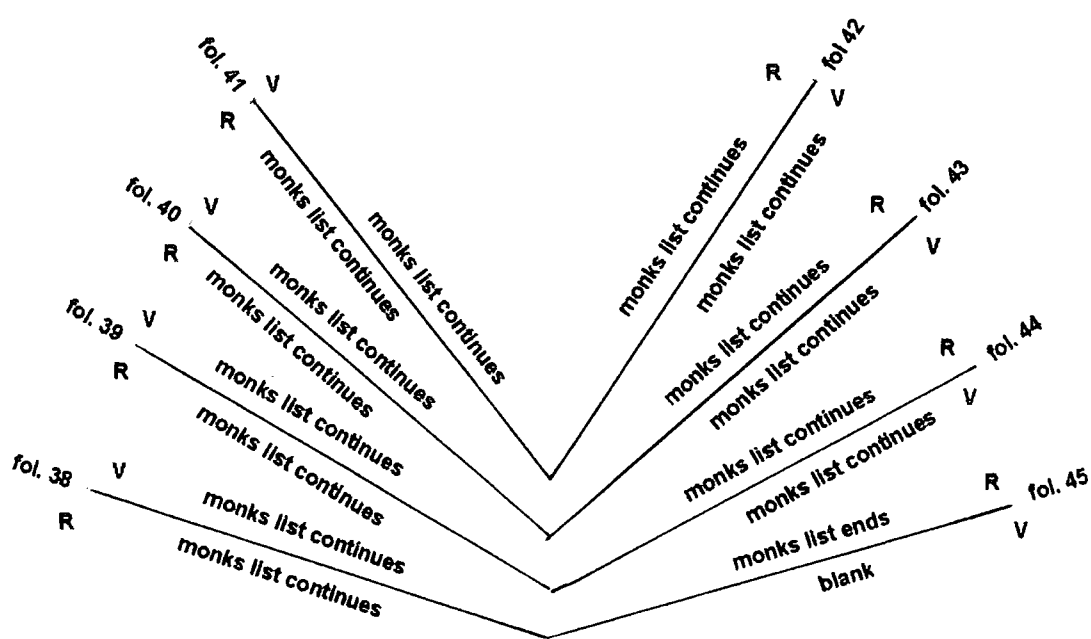 fol. 41
V
R
monks list continues
monks list continues
fol. 40
V
R
monks list continues
monks list continues
fol. 39
V
R
monks list continues
monks list continues
fol. 38
V
R
monks list continues
monks list continues
fol 42
R
V
monks list continues
monks list continues
fol. 43
R
V
monks list continues
monks list continues
fol. 44
R
V
monks list continues
monks list continues
fol. 45
R
V
monks list ends
blank